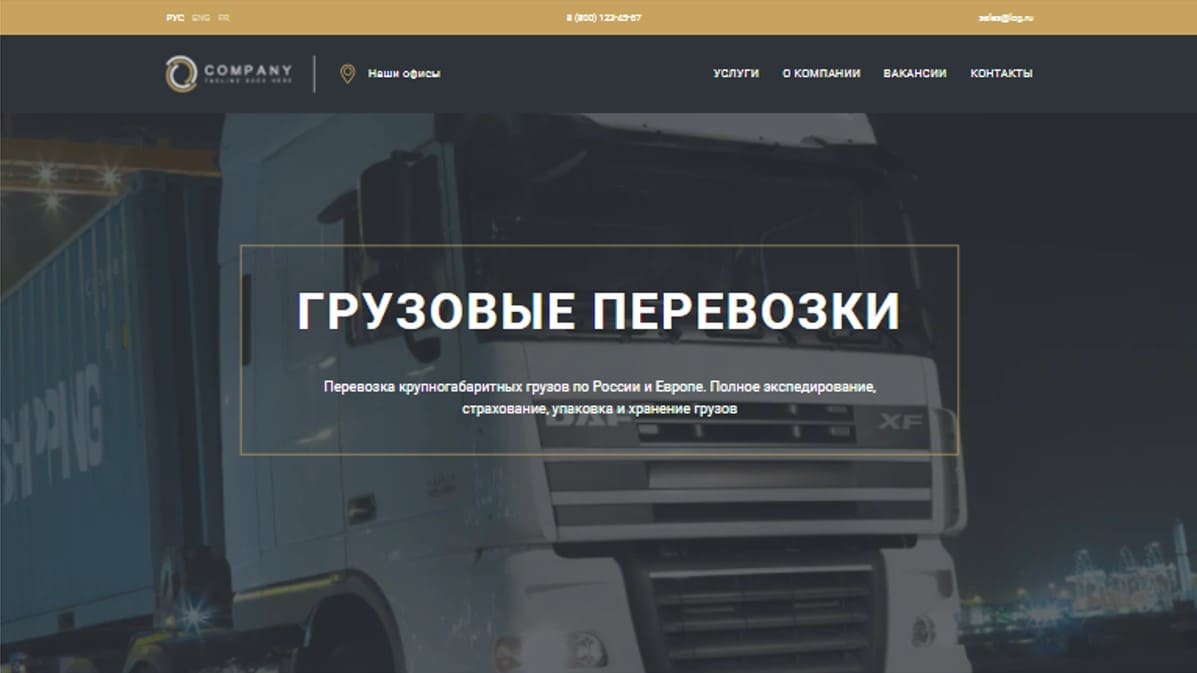 РУС ENG FR
8 (800) 123-45-67
sales@log.ru
COMPANY
TAGLINE GOES HERE
Наши офисы
УСЛУГИ О КОМПАНИИ ВАКАНСИИ КОНТАКТЫ
ГРУЗОВЫЕ ПЕРЕВОЗКИ
Перевозка крупногабаритных грузов по России и Европе. Полное экспедирование,
страхование, упаковка и хранение грузов
DAF XF
SHIPPING